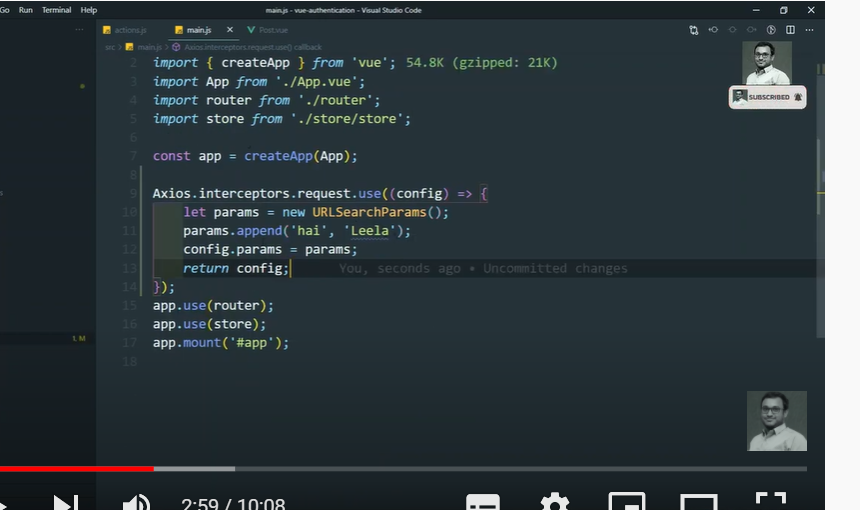 Go Run Terminal Help main.js - vue-authentication - Visual Studio Code
actions.js main.js Post.vue
src > main.js > Axios.interceptors.request.use() callback
2 import { createApp } from 'vue'; 54.8K (gzipped: 21K)
3 import App from './App.vue';
4 import router from './router';
5 import store from './store/store';
6
7 const app = createApp(App);
8
9 Axios.interceptors.request.use((config) => {
10 let params = new URLSearchParams();
11 params.append('hai', 'Leela');
12 config.params = params;
13 return config; You, seconds ago • Uncommitted changes
14 });
15 app.use(router);
16 app.use(store);
17 app.mount('#app');
18
SUBSCRIBED
1, M
2:59 / 10:08